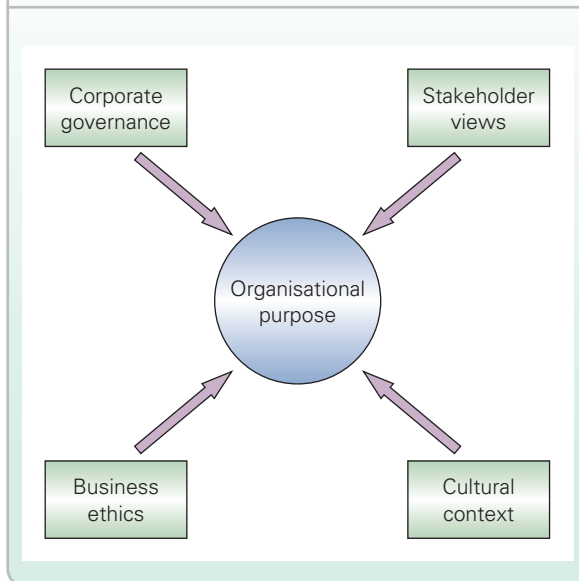 Corporate
governance
Stakeholder
views
Organisational
purpose
Business
ethics
Cultural
context